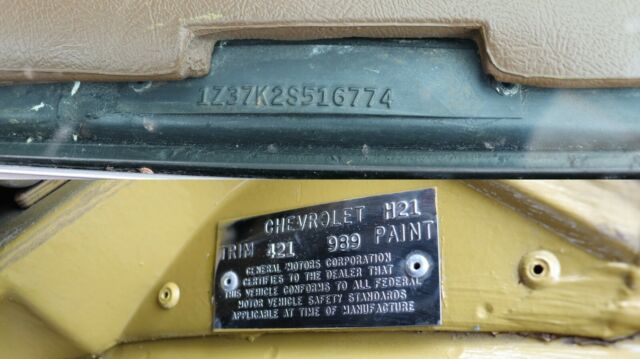 1Z37K2S516774
CHEVROLET H21
TRIM 421 989 PAINT
GENERAL MOTORS CORPORATION
CERTIFIES TO THE DEALER THAT
THIS VEHICLE CONFORMS TO ALL FEDERAL
MOTOR VEHICLE SAFETY STANDARDS
APPLICABLE AT TIME OF MANUFACTURE